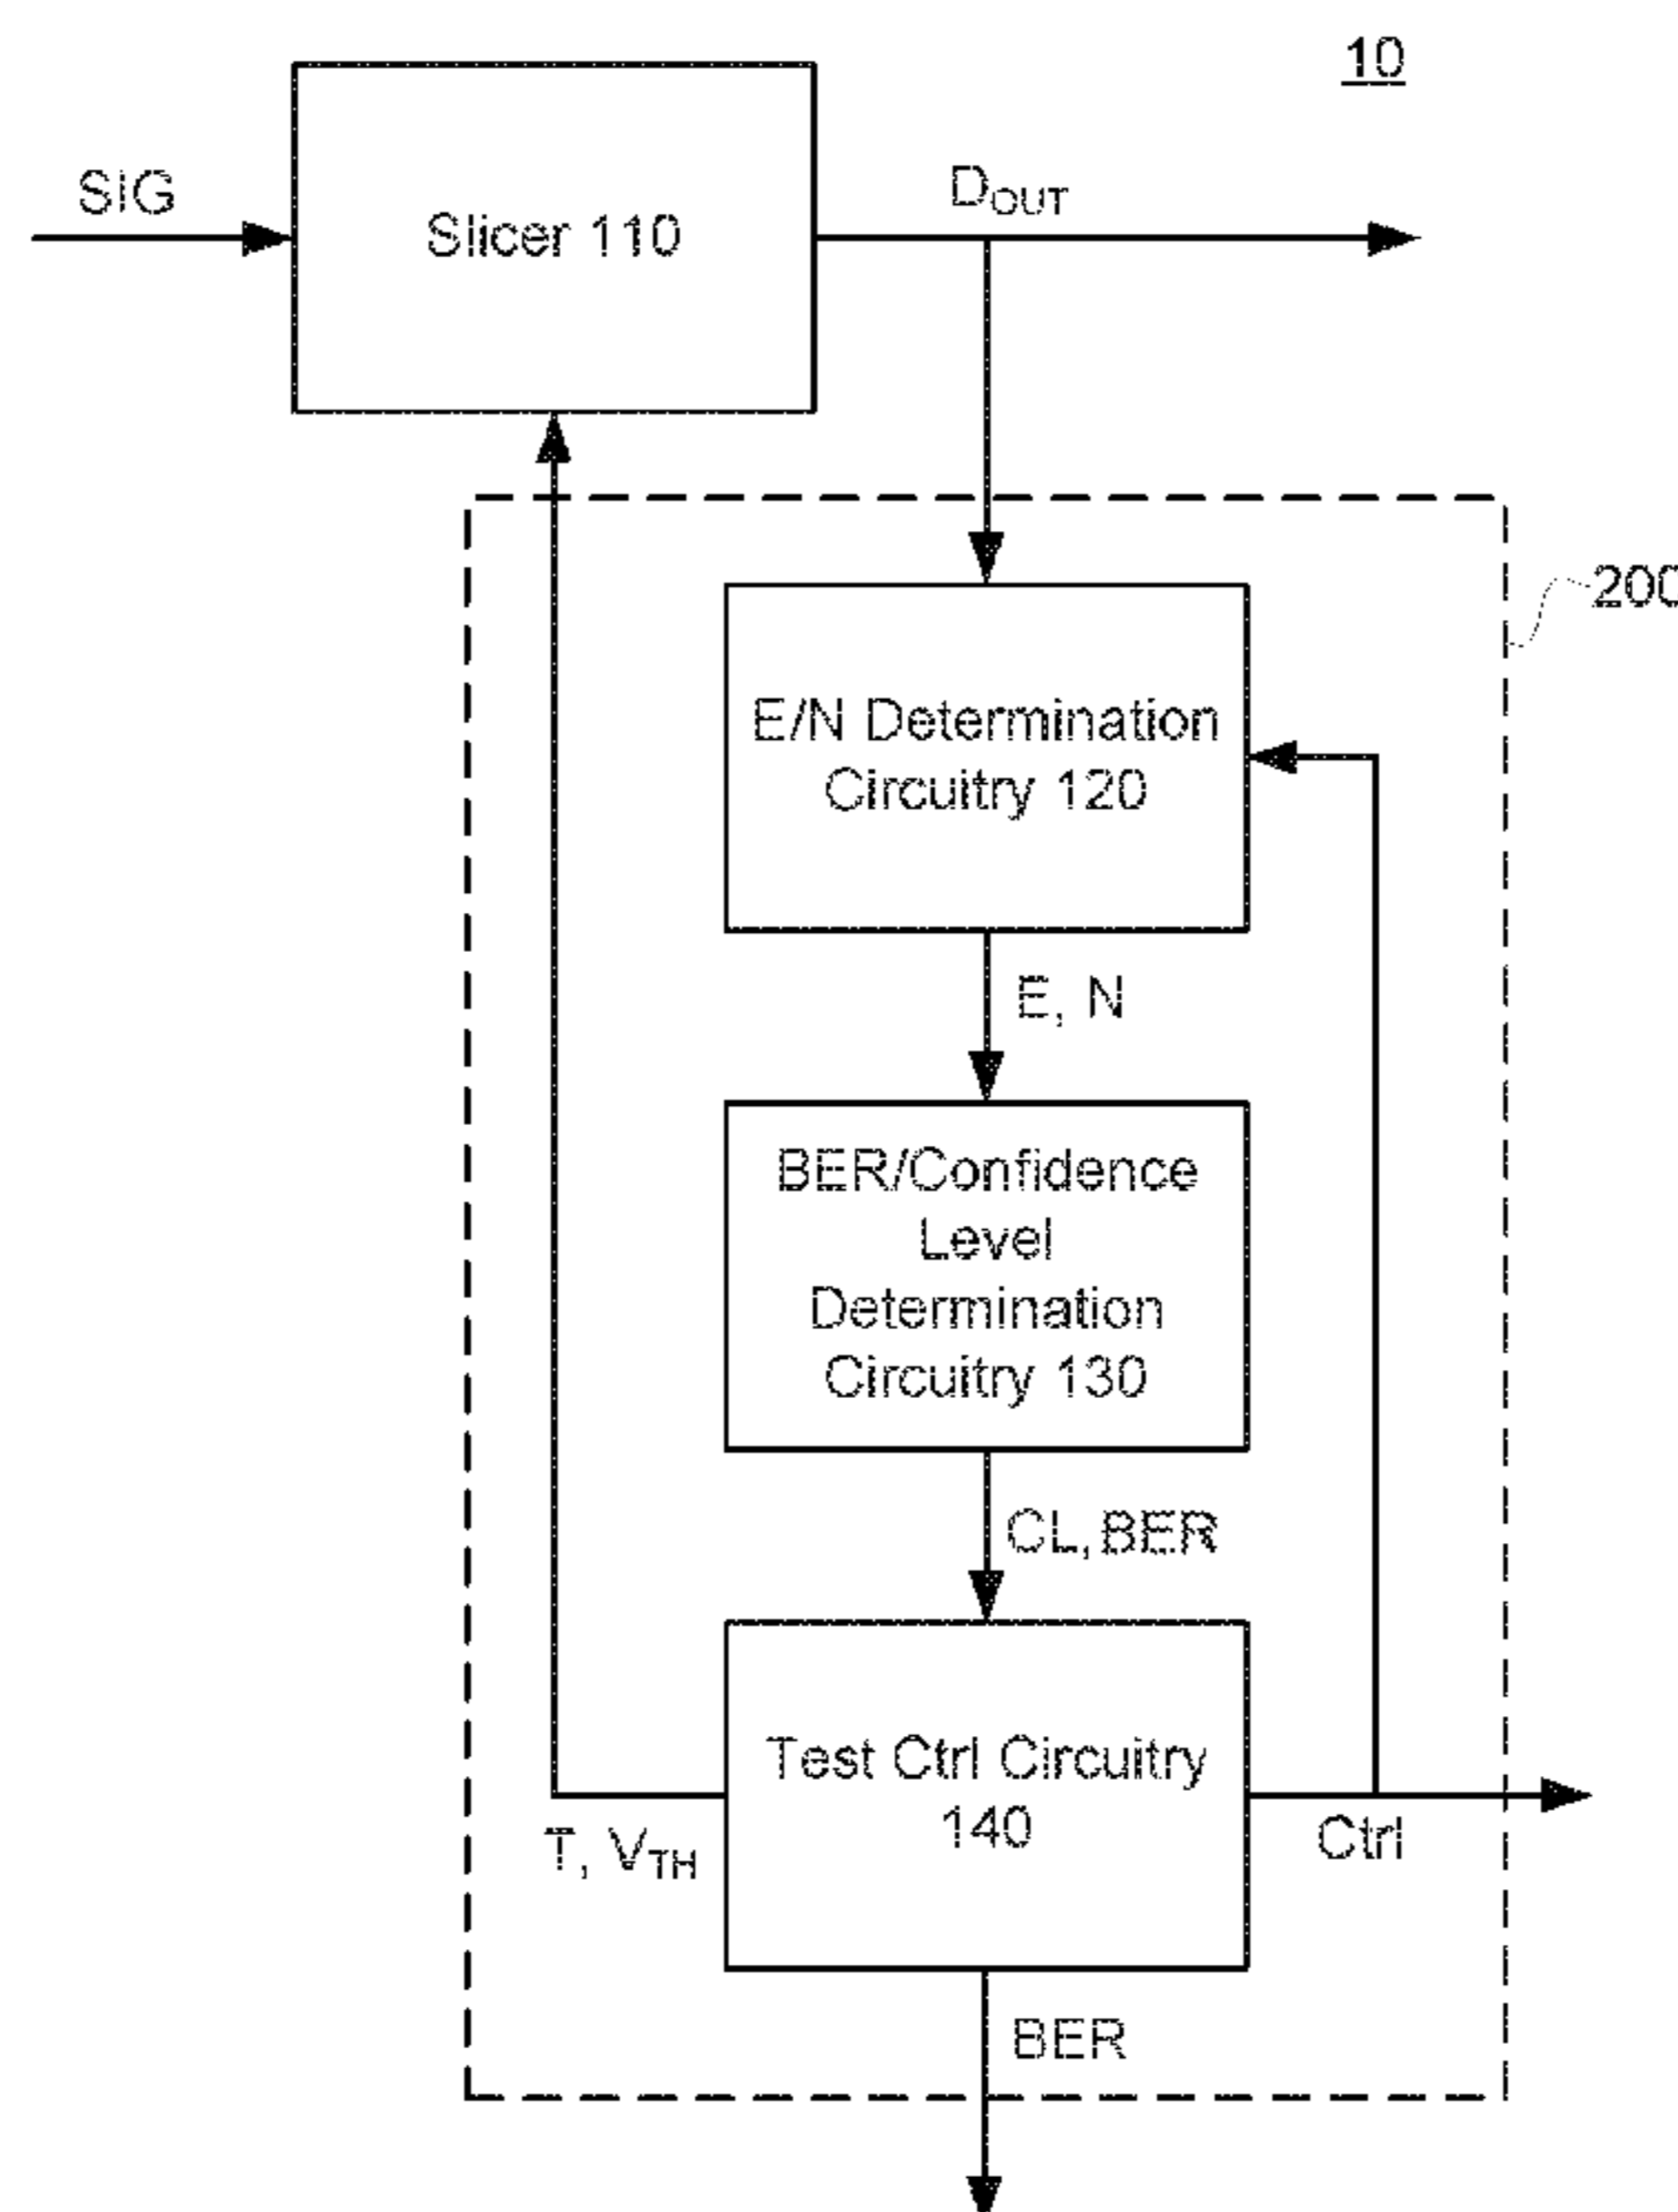 10
SIG
Slicer 110
DOUT
200
E/N Determination
Circuitry 120
E, N
BER/Confidence
Level
Determination
Circuitry 130
CL, BER
Test Ctrl Circuitry
140
T, VTH
Ctrl
BER